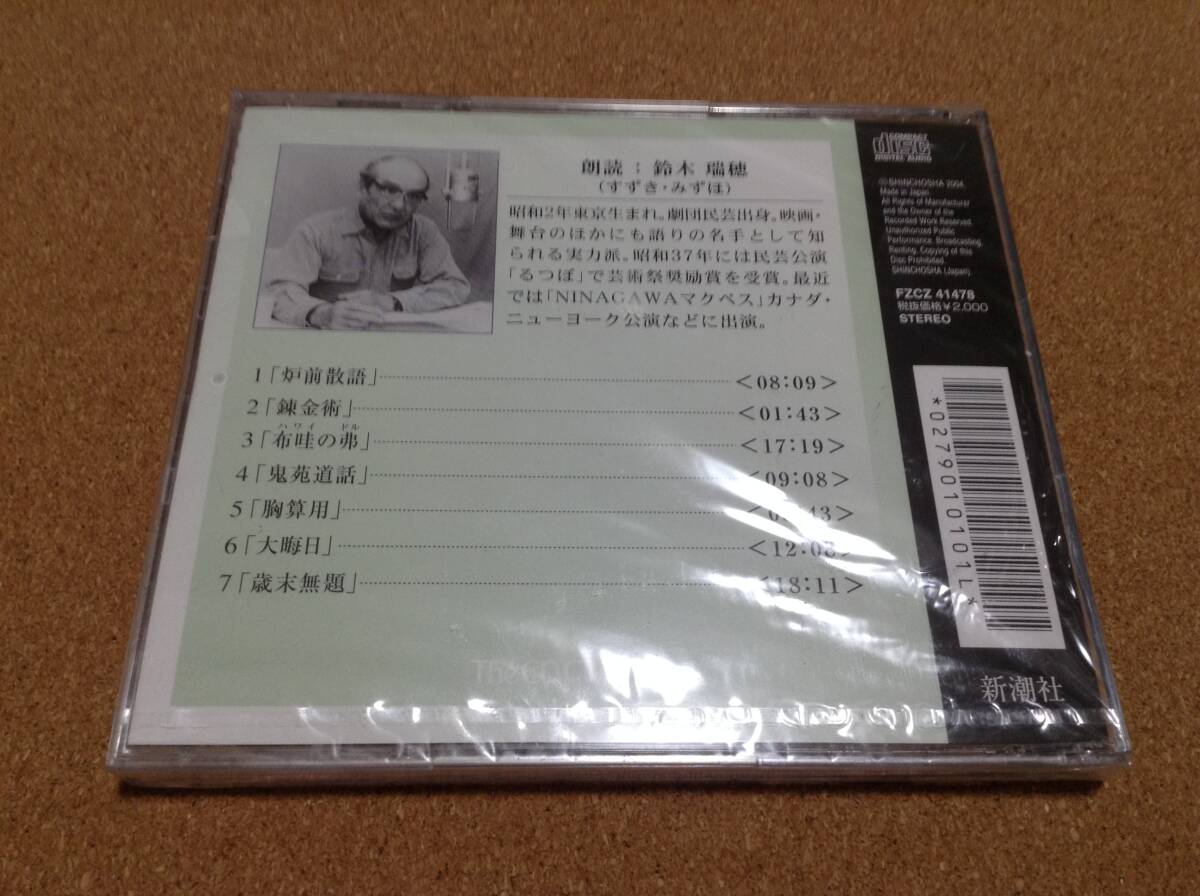 朗読:鈴木 瑞穂
(すずき・みずほ)
昭和2年東京生まれ。劇団民芸出身。映画・
舞台のほかにも語りの名手として知
られる実力派。昭和37年には民芸公演
「るつぼ」で芸術祭奨励賞を受賞。最近
では「NINAGAWAマクベス」カナダ・
ニューヨーク公演などに出演。
1「炉前散語」 <08:09>
2「錬金術」 <01:43>
ハワイ ドル
3「布哇の弗」 <17:19>
4「鬼苑道話」 <09:08>
5「胸算用」
6「大晦日」 <12:08>
7「歳末無題」 <18:11>
COMPACT
disc
DIGITAL AUDIO
©SHINCHOSHA 2004.
Made in Japan.
All Rights of Manufacturer
and the Owner of the
Recorded Work Reserved.
Unauthorized Public
Performance, Broadcasting,
Renting, Copying of this
Disc Prohibited.
SHINCHOSHA (Japan).
FZCZ 41478
税抜価格¥2,000
STEREO
*027901010101L*
新潮社